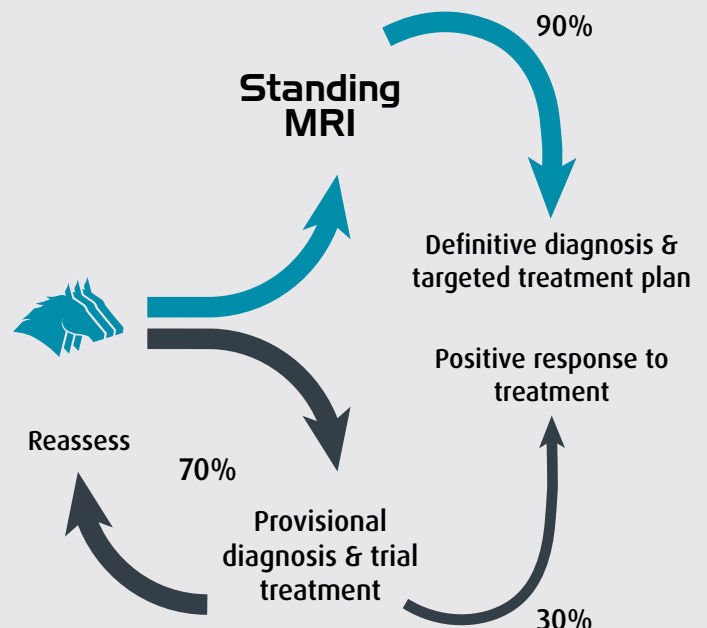 90%
Standing
MRI
Definitive diagnosis &
targeted treatment plan
Positive response to
treatment
Reassess
70%
Provisional
diagnosis & trial
treatment
30%